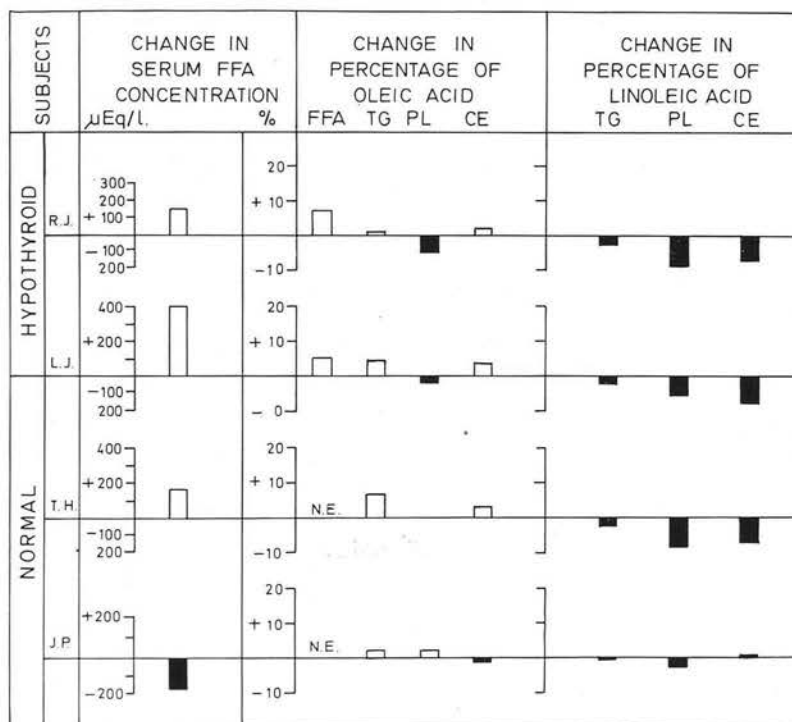 SUBJECTS
CHANGE IN
SERUM FFA
CONCENTRATION
µEq/l. %
CHANGE IN
PERCENTAGE OF
OLEIC ACID
FFA TG PL CE
CHANGE IN
PERCENTAGE OF
LINOLEIC ACID
TG PL CE
HYPOTHYROID
R.J.
300
200
+ 100
- 100
200
20
+ 10
-10
L.J.
400
+ 200
-100
200
20
+ 10
- 0
NORMAL
T.H.
400
+ 200
- 100
200
20
+ 10
-10
N.E.
J.P.
+200
-200
20
+ 10
-10
N.E.